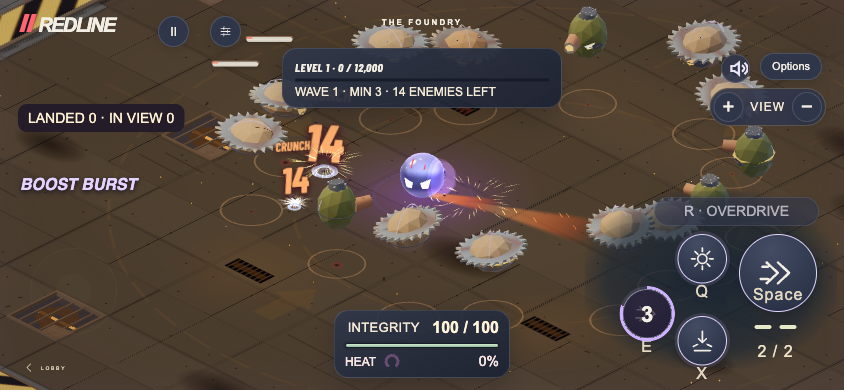 REDLINE
THE FOUNDRY
LEVEL 1 · 0 / 12,000
WAVE 1 · MIN 3 · 14 ENEMIES LEFT
Options
VIEW
LANDED 0 · IN VIEW 0
CRUNCH 14
14
BOOST BURST
R · OVERDRIVE
Q
Space
3
E
2 / 2
X
INTEGRITY 100 / 100
HEAT 0%
LOBBY